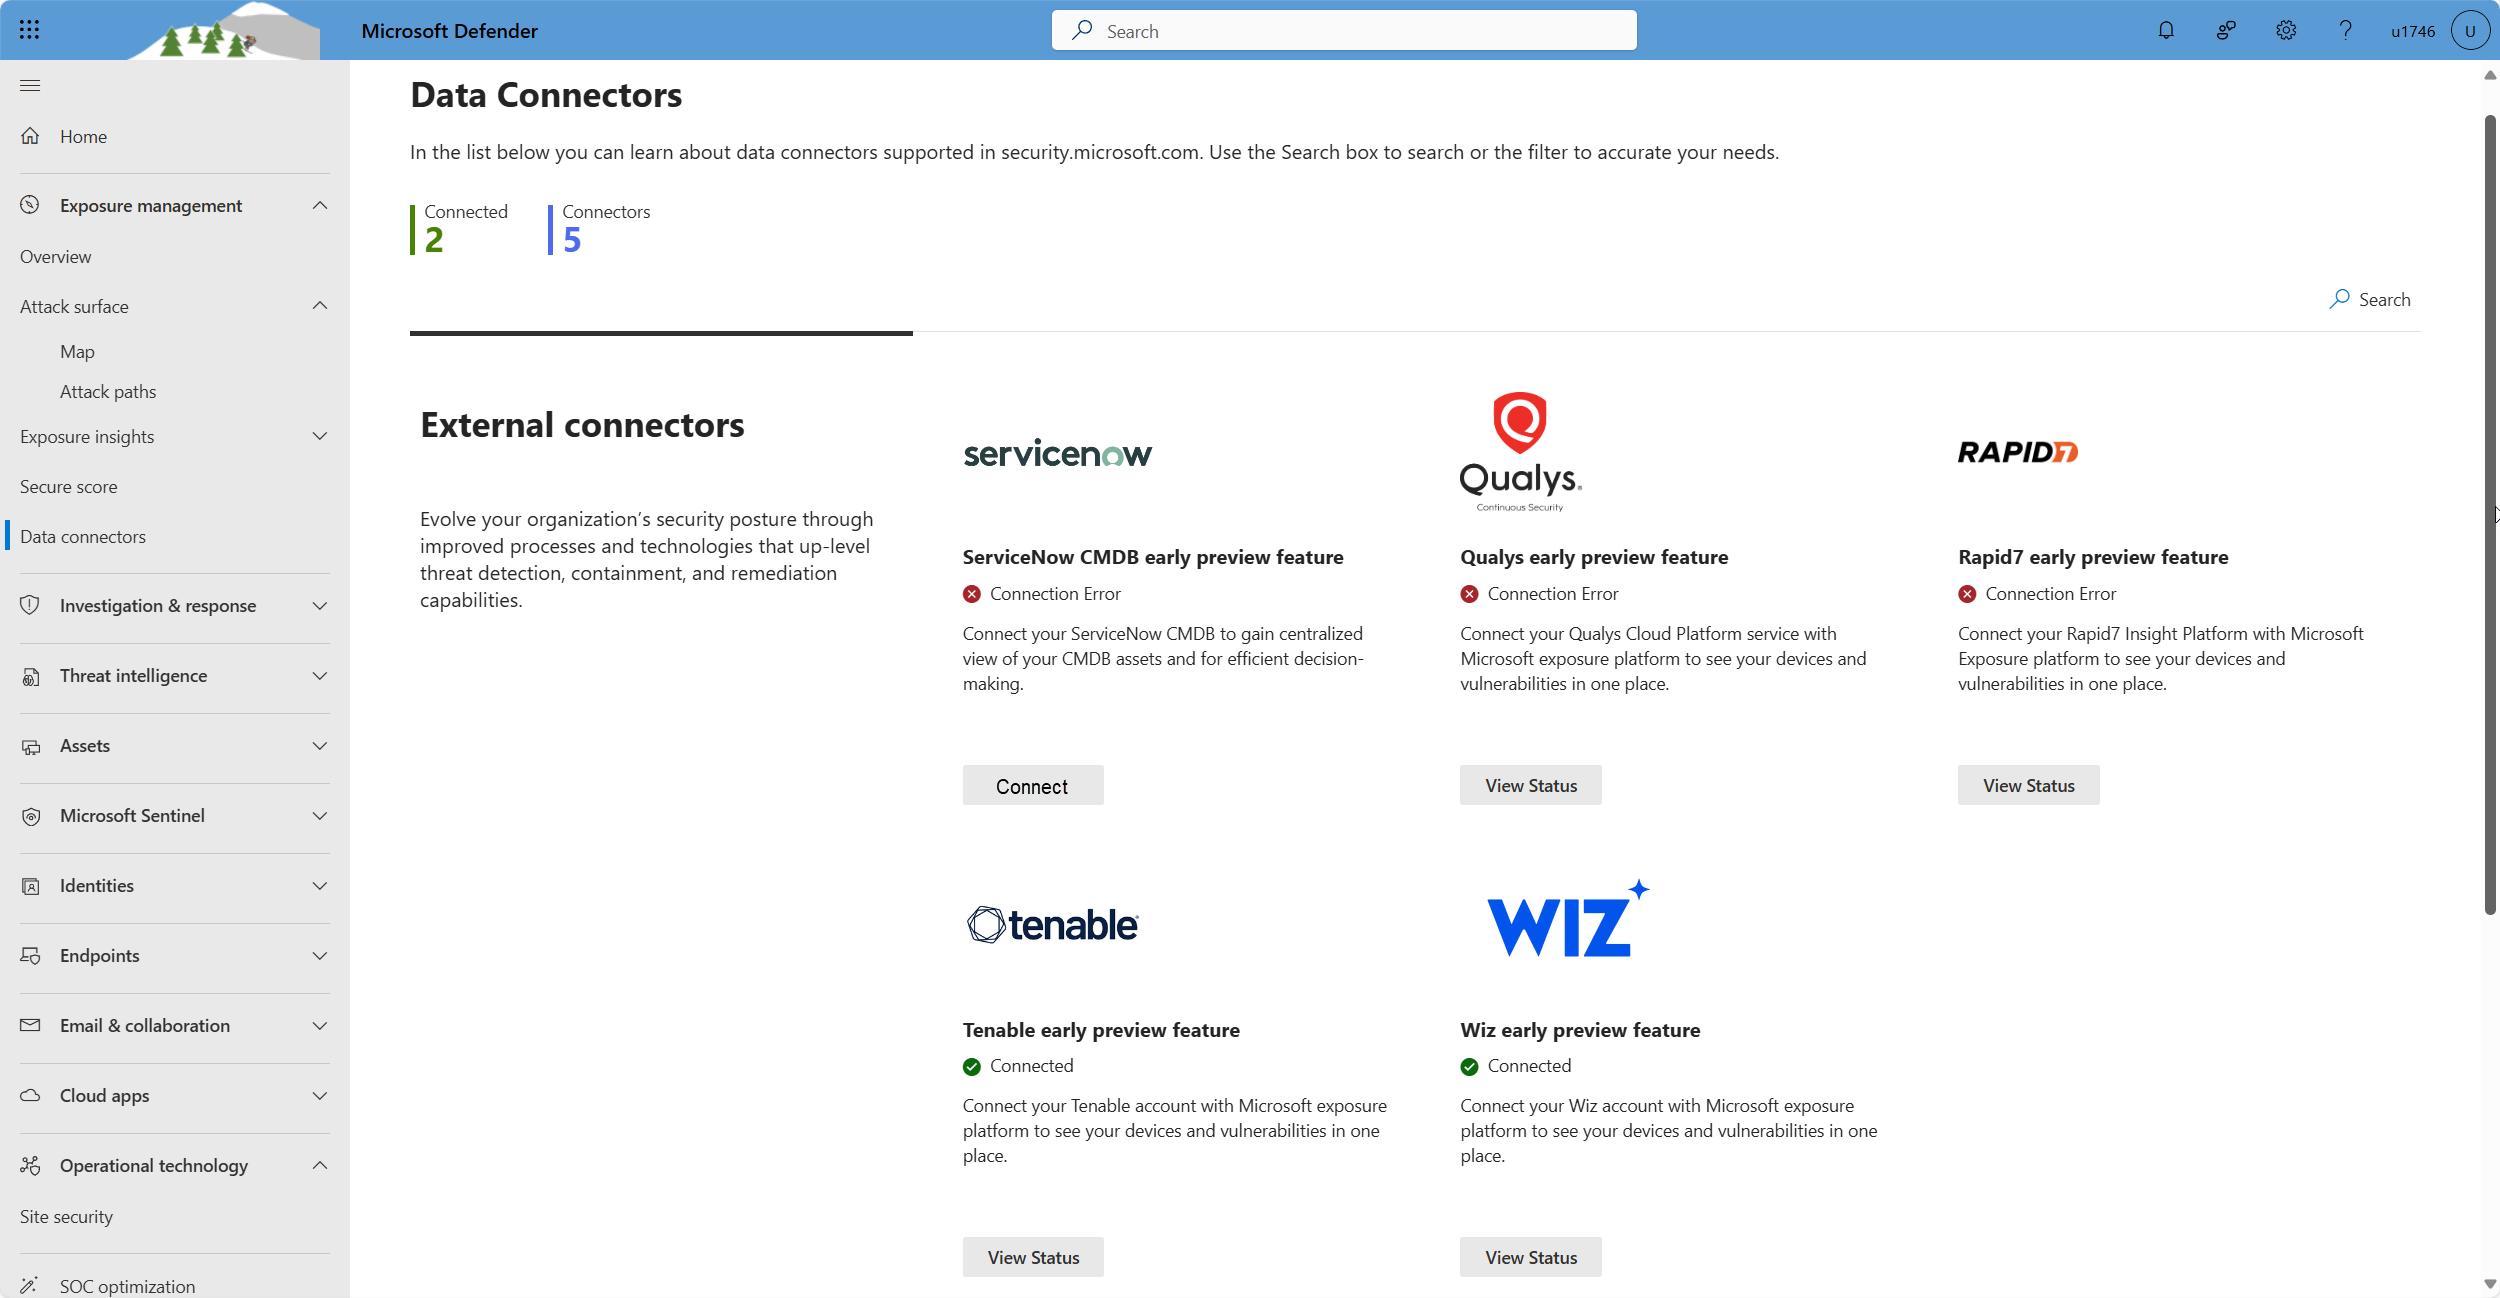 Microsoft Defender
Search
u1746
U
Home
Exposure management
Overview
Attack surface
Map
Attack paths
Exposure insights
Secure score
Data connectors
Investigation & response
Threat intelligence
Assets
Microsoft Sentinel
Identities
Endpoints
Email & collaboration
Cloud apps
Operational technology
Site security
SOC optimization
Data Connectors
In the list below you can learn about data connectors supported in security.microsoft.com. Use the Search box to search or the filter to accurate your needs.
Connected
2
Connectors
5
Search
External connectors
Evolve your organization’s security posture through
improved processes and technologies that up-level
threat detection, containment, and remediation
capabilities.
servicenow
ServiceNow CMDB early preview feature
Connection Error
Connect your ServiceNow CMDB to gain centralized
view of your CMDB assets and for efficient decision-
making.
Connect
Qualys.
Continuous Security
Qualys early preview feature
Connection Error
Connect your Qualys Cloud Platform service with
Microsoft exposure platform to see your devices and
vulnerabilities in one place.
View Status
RAPID7
Rapid7 early preview feature
Connection Error
Connect your Rapid7 Insight Platform with Microsoft
Exposure platform to see your devices and
vulnerabilities in one place.
View Status
tenable
Tenable early preview feature
Connected
Connect your Tenable account with Microsoft exposure
platform to see your devices and vulnerabilities in one
place.
View Status
WIZ
Wiz early preview feature
Connected
Connect your Wiz account with Microsoft exposure
platform to see your devices and vulnerabilities in one
place.
View Status